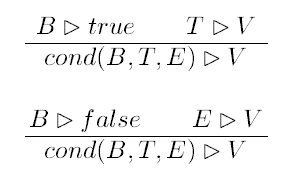 B ▷ true T ▷ V
cond(B, T, E) ▷ V
B ▷ false E ▷ V
cond(B, T, E) ▷ V